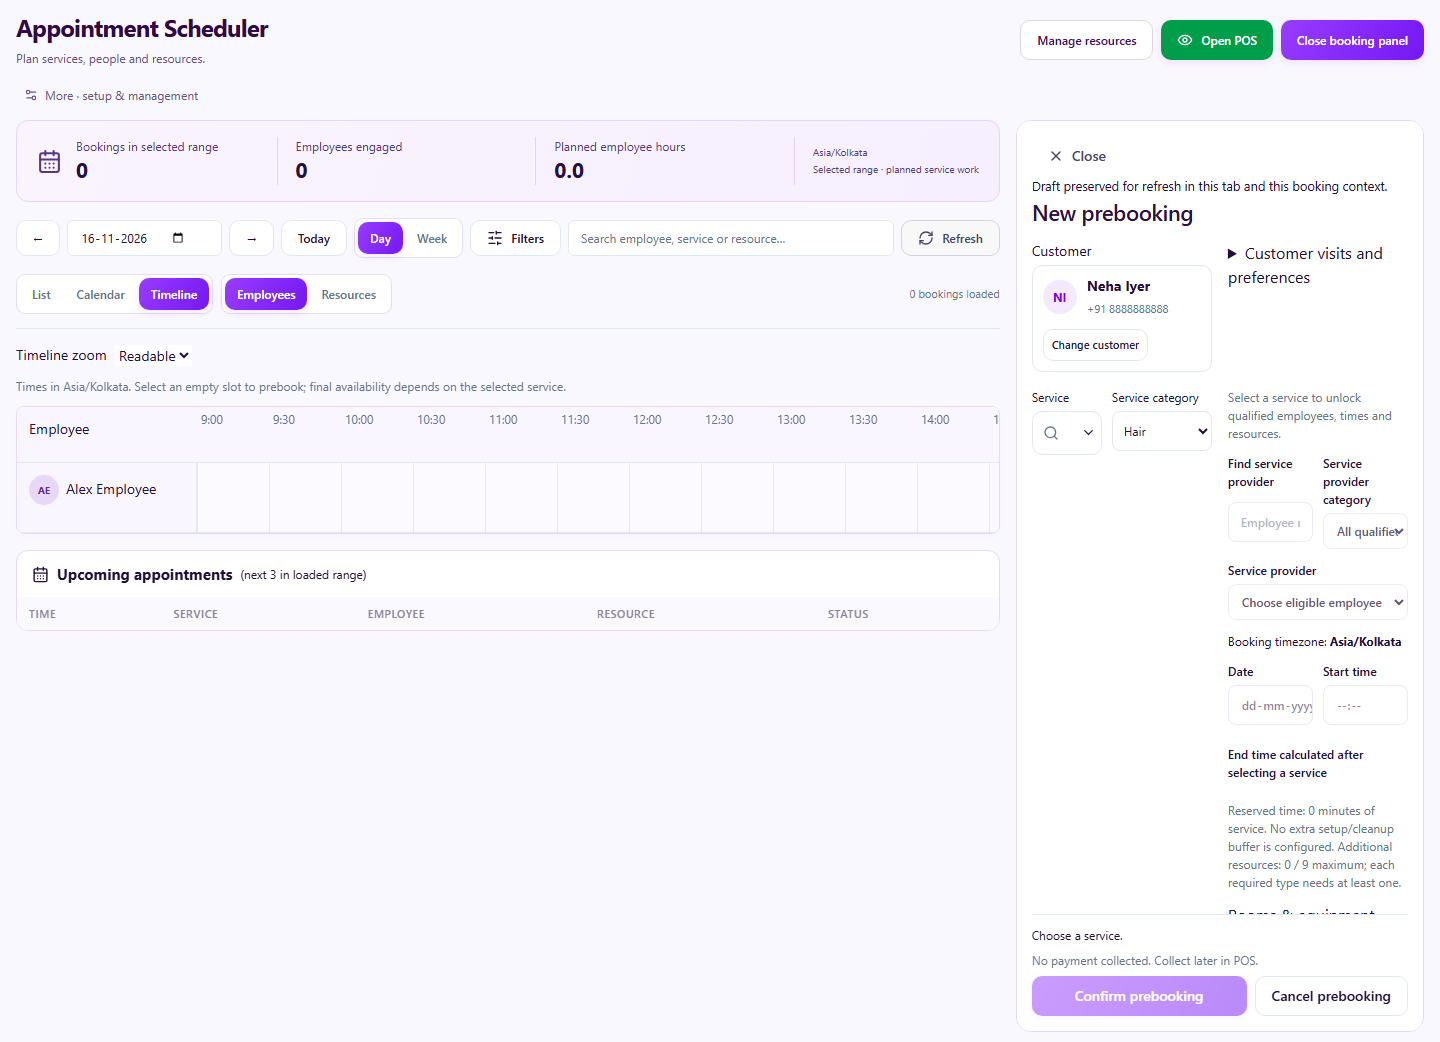 Appointment Scheduler
Plan services, people and resources.
Manage resources
Open POS
Close booking panel
More · setup & management
Bookings in selected range
0
Employees engaged
0
Planned employee hours
0.0
Asia/Kolkata
Selected range · planned service work
←
16-11-2026
→
Today
Day
Week
Filters
Search employee, service or resource...
Refresh
List
Calendar
Timeline
Employees
Resources
0 bookings loaded
Timeline zoom
Readable
Times in Asia/Kolkata. Select an empty slot to prebook; final availability depends on the selected service.
Employee
9:00
9:30
10:00
10:30
11:00
11:30
12:00
12:30
13:00
13:30
14:00
AE
Alex Employee
Upcoming appointments
(next 3 in loaded range)
TIME
SERVICE
EMPLOYEE
RESOURCE
STATUS
Close
Draft preserved for refresh in this tab and this booking context.
New prebooking
Customer
NI
Neha Iyer
+91 8888888888
Change customer
Customer visits and
preferences
Service
Service category
Hair
Select a service to unlock
qualified employees, times and
resources.
Find service
provider
Service
provider
category
Employee
All qualifie
Service provider
Choose eligible employee
Booking timezone: Asia/Kolkata
Date
Start time
dd-mm-yyyy
--:--
End time calculated after
selecting a service
Reserved time: 0 minutes of
service. No extra setup/cleanup
buffer is configured. Additional
resources: 0 / 9 maximum; each
required type needs at least one.
Rooms & equipment
Choose a service.
No payment collected. Collect later in POS.
Confirm prebooking
Cancel prebooking